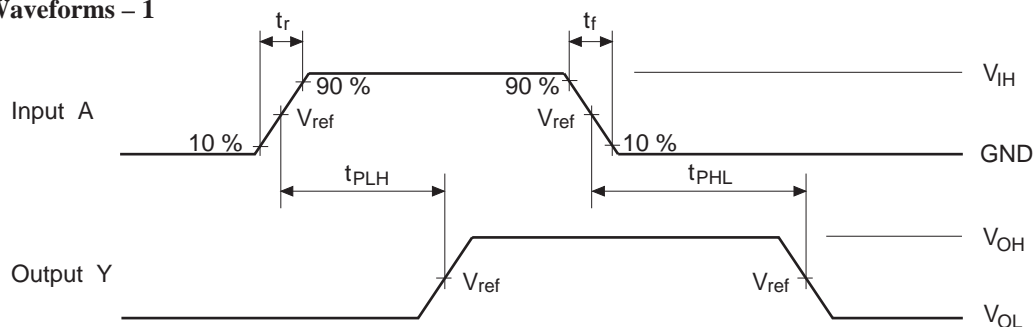 Waveforms – 1
tr
tf
90 %
90 %
VIH
Input A
Vref
Vref
10 %
10 %
GND
tPLH
tPHL
VOH
Output Y
Vref
Vref
VOL